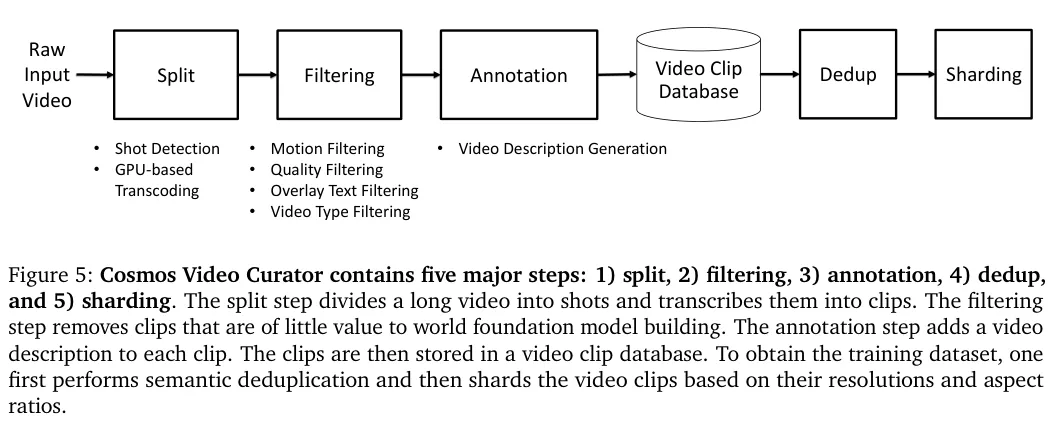 Raw
Input
Video
Split
Filtering
Annotation
Video Clip
Database
Dedup
Sharding
• Shot Detection
• GPU-based
Transcoding
• Motion Filtering
• Quality Filtering
• Overlay Text Filtering
• Video Type Filtering
• Video Description Generation
Figure 5: Cosmos Video Curator contains five major steps: 1) split, 2) filtering, 3) annotation, 4) dedup,
and 5) sharding. The split step divides a long video into shots and transcribes them into clips. The filtering
step removes clips that are of little value to world foundation model building. The annotation step adds a video
description to each clip. The clips are then stored in a video clip database. To obtain the training dataset, one
first performs semantic deduplication and then shards the video clips based on their resolutions and aspect
ratios.